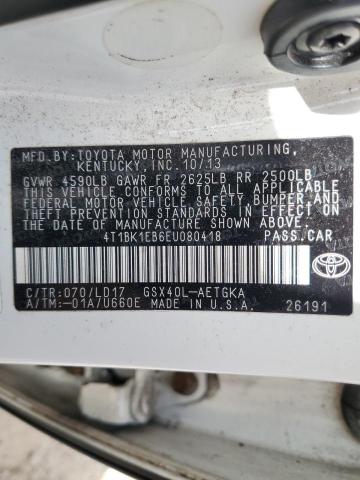 MFD.BY:TOYOTA MOTOR MANUFACTURING,
KENTUCKY, INC. 10/13
GVWR 4590LB GAWR FR 2625LB RR 2500LB
THIS VEHICLE CONFORMS TO ALL APPLICABLE
FEDERAL MOTOR VEHICLE SAFETY, BUMPER,
AND THEFT PREVENTION STANDARDS IN EFFECT
ON THE DATE OF MANUFACTURE SHOWN ABOVE.
4T1BK1EB6EU080418 PASS.CAR
C/TR:070/LD17 GSX40L-AETGKA
A/TM:-01A/U660E MADE IN U.S.A. 26191
TOYOTA